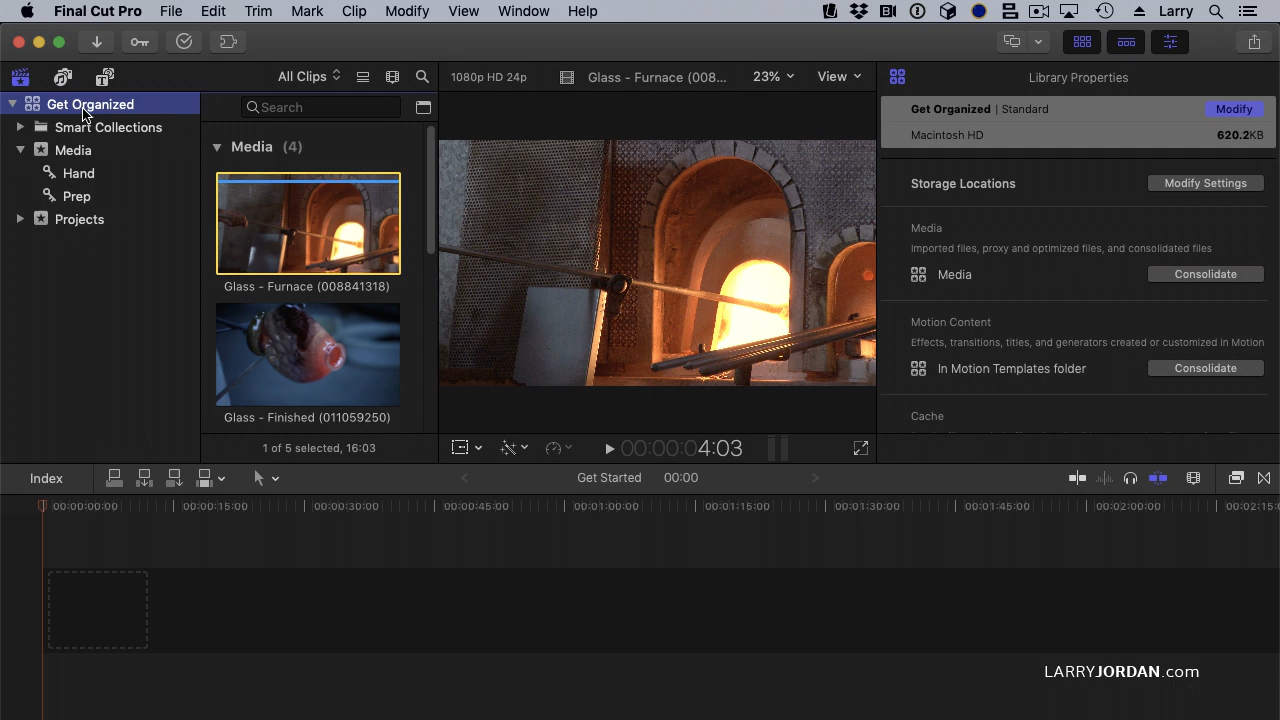 Final Cut Pro File Edit Trim Mark Clip Modify View Window Help Larry
All Clips
1080p HD 24p Glass - Furnace (008... 23% View
Library Properties
Get Organized
Smart Collections
Media
Hand
Prep
Projects
Search
Media (4)
Glass - Furnace (008841318)
Glass - Finished (011059250)
1 of 5 selected, 16:03
00:00:04:03
Get Organized | Standard Modify
Macintosh HD 620.2KB
Storage Locations Modify Settings
Media
Imported files, proxy and optimized files, and consolidated files
Media Consolidate
Motion Content
Effects, transitions, titles, and generators created or customized in Motion
In Motion Templates folder Consolidate
Cache
Index Get Started 00:00
00:00:00:00 00:00:15:00 00:00:30:00 00:00:45:00 00:01:00:00 00:01:15:00 00:01:30:00 00:01:45:00 00:02:00:00 00:02:15:0
LARRYJORDAN.com